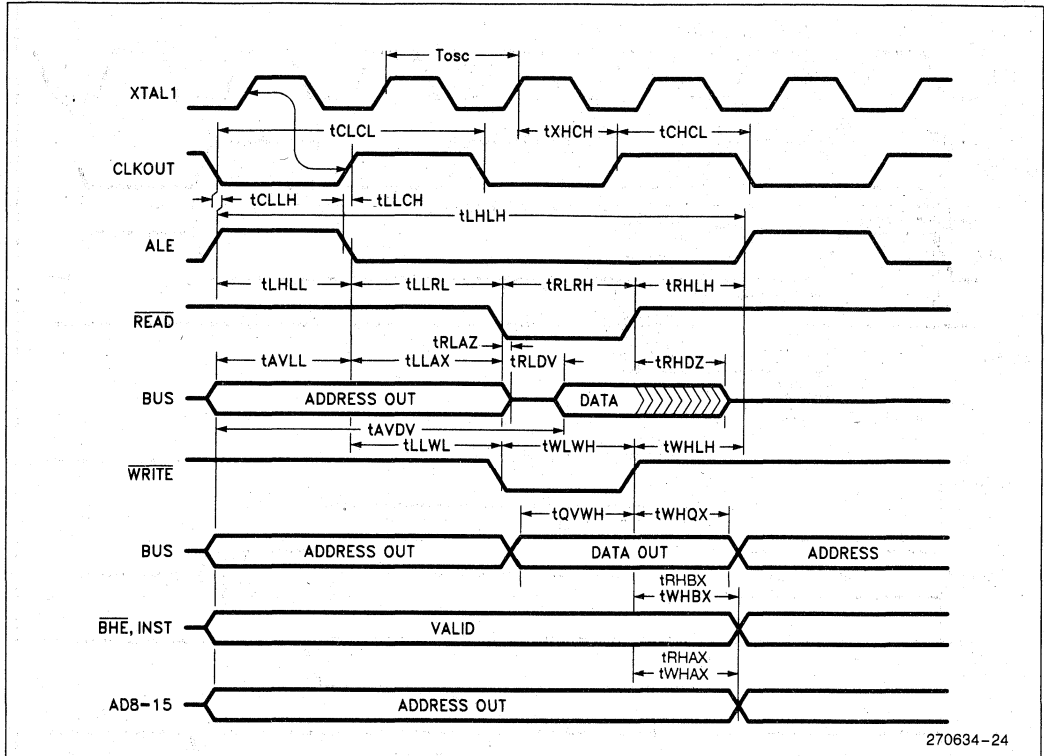 Tosc
XTAL1
tCLCL
tXHCH
tCHCL
CLKOUT
tCLLH
tLLCH
tLHLH
ALE
tLHLL
tLLRL
tRLRH
tRHLH
READ
tRLAZ
tRLDV
tAVLL
tLLAX
tRHDZ
BUS
ADDRESS OUT
DATA
tAVDV
tLLWL
tWLWH
tWHLH
WRITE
tQVWH
tWHQX
BUS
ADDRESS OUT
DATA OUT
ADDRESS
tRHBX
tWHBX
BHE, INST
VALID
tRHAX
tWHAX
AD8-15
ADDRESS OUT
270634-24